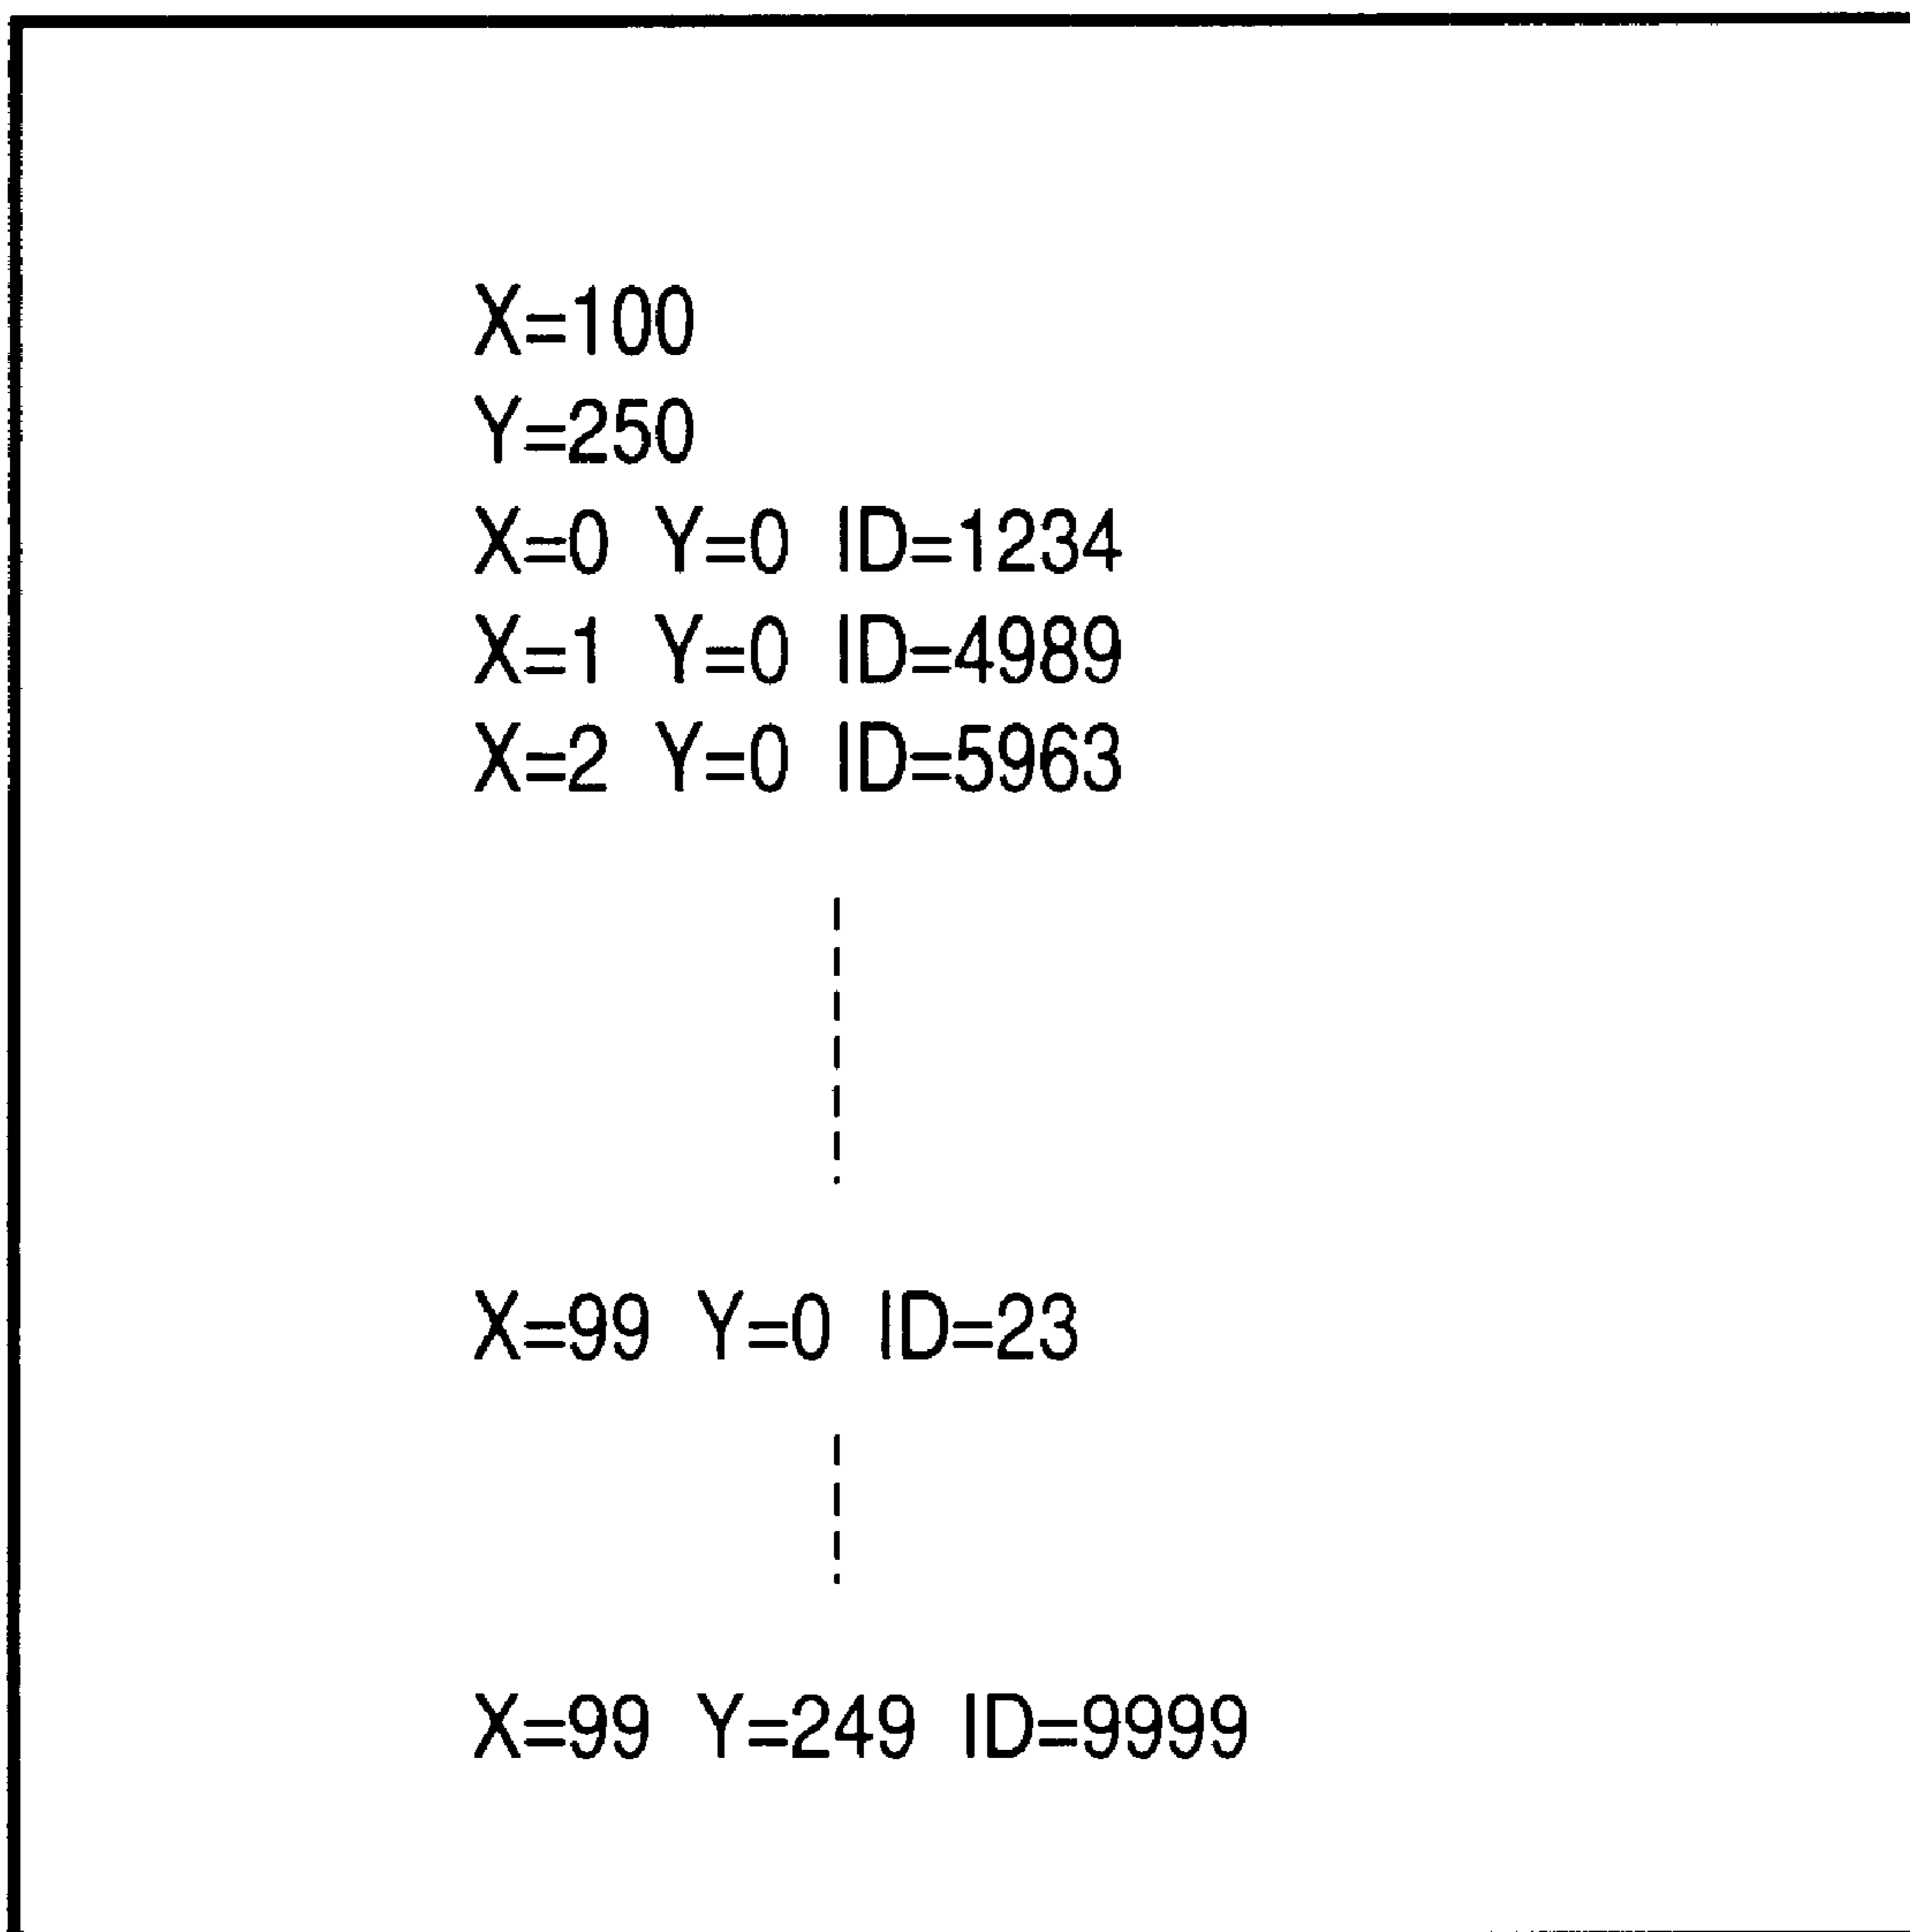 X=100
Y=250
X=0 Y=0 ID=1234
X=1 Y=0 ID=4989
X=2 Y=0 ID=5963
X=99 Y=0 ID=23
X=99 Y=249 ID=9999